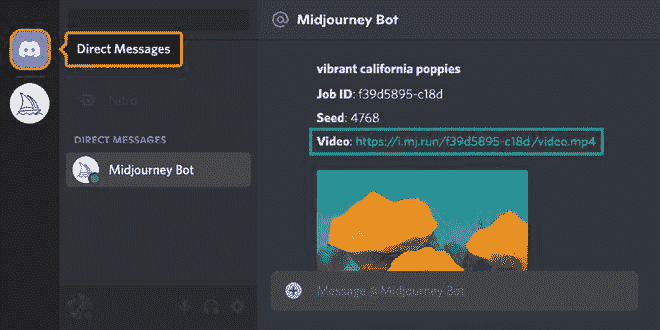 Direct Messages
Nitro
DIRECT MESSAGES
Midjourney Bot
Midjourney Bot
vibrant california poppies
Job ID: f39d5895-c18d
Seed: 4768
Video: https://i.mj.run/f39d5895-c18d/video.mp4
Message @Midjourney Bot